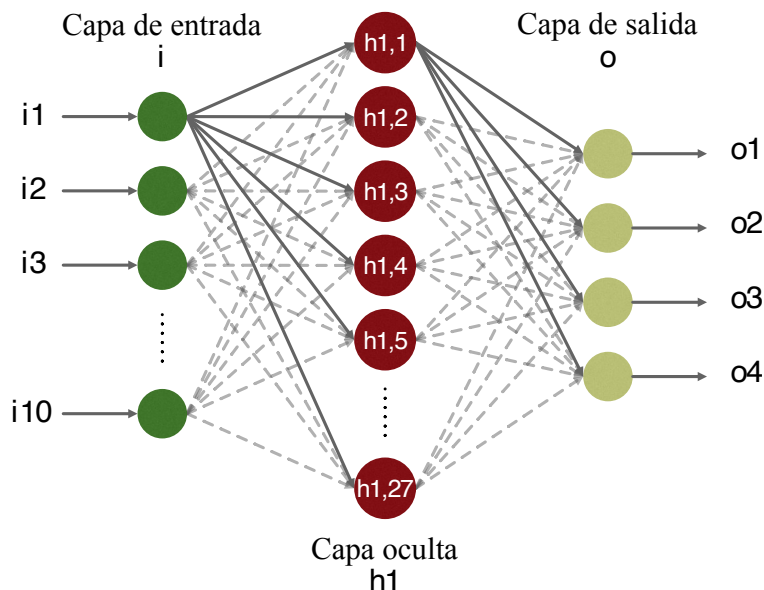 Capa de entrada
i
Capa de salida
o
i1
i2
i3
i10
h1,1
h1,2
h1,3
h1,4
h1,5
h1,27
o1
o2
o3
o4
Capa oculta
h1